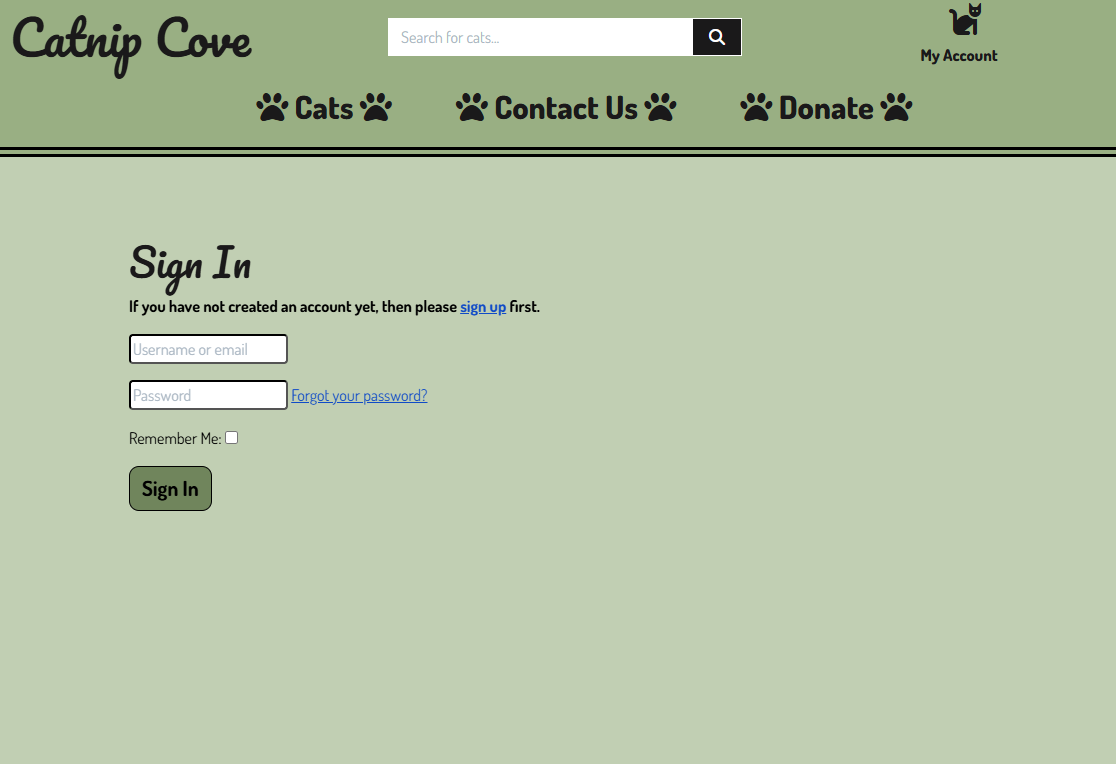 Catnip Cove
Search for cats...
My Account
Cats
Contact Us
Donate
Sign In
If you have not created an account yet, then please sign up first.
Username or email
Password
Forgot your password?
Remember Me:
Sign In